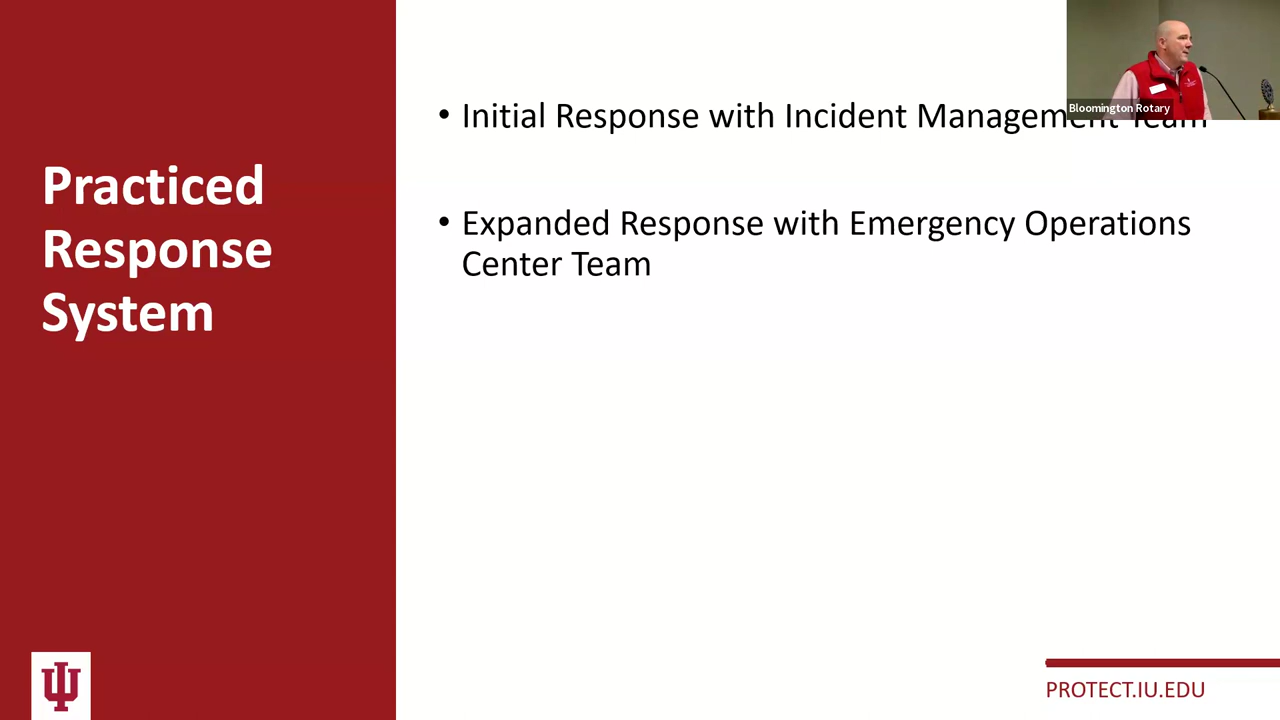 Practiced
Response
System
• Initial Response with Incident Management Team
• Expanded Response with Emergency Operations
Center Team
Bloomington Rotary
PROTECT.IU.EDU